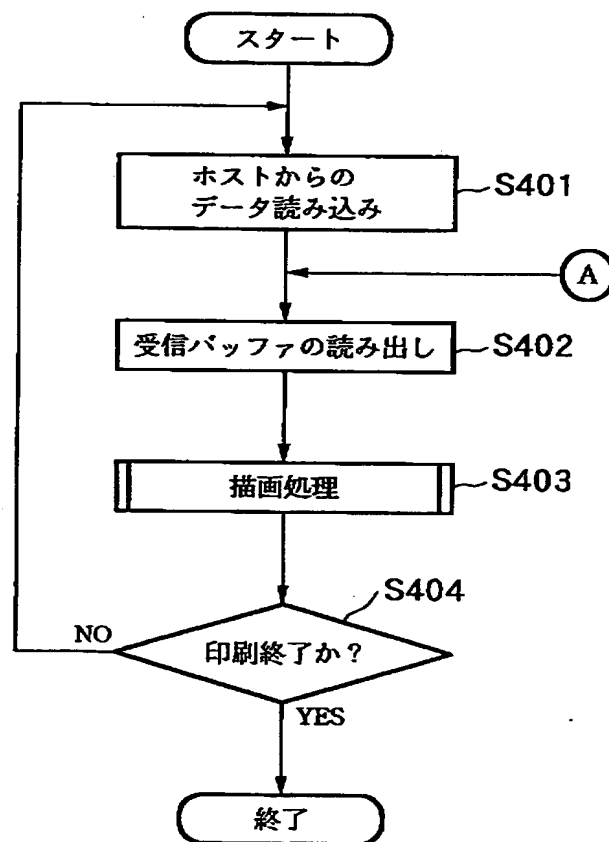 スタート
ホストからの
データ読み込み
S401
A
受信バッファの読み出し
S402
描画処理
S403
S404
印刷終了か?
NO
YES
終了